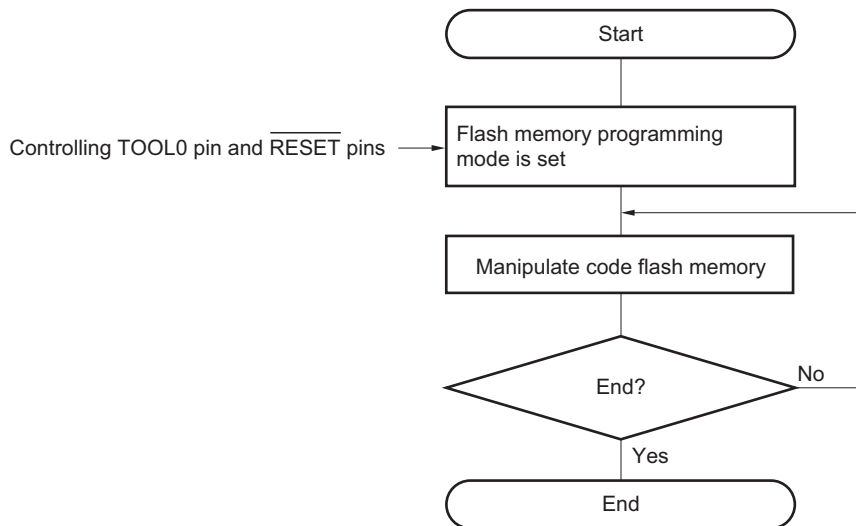 Start
Controlling TOOL0 pin and RESET pins
Flash memory programming
mode is set
Manipulate code flash memory
End?
No
Yes
End